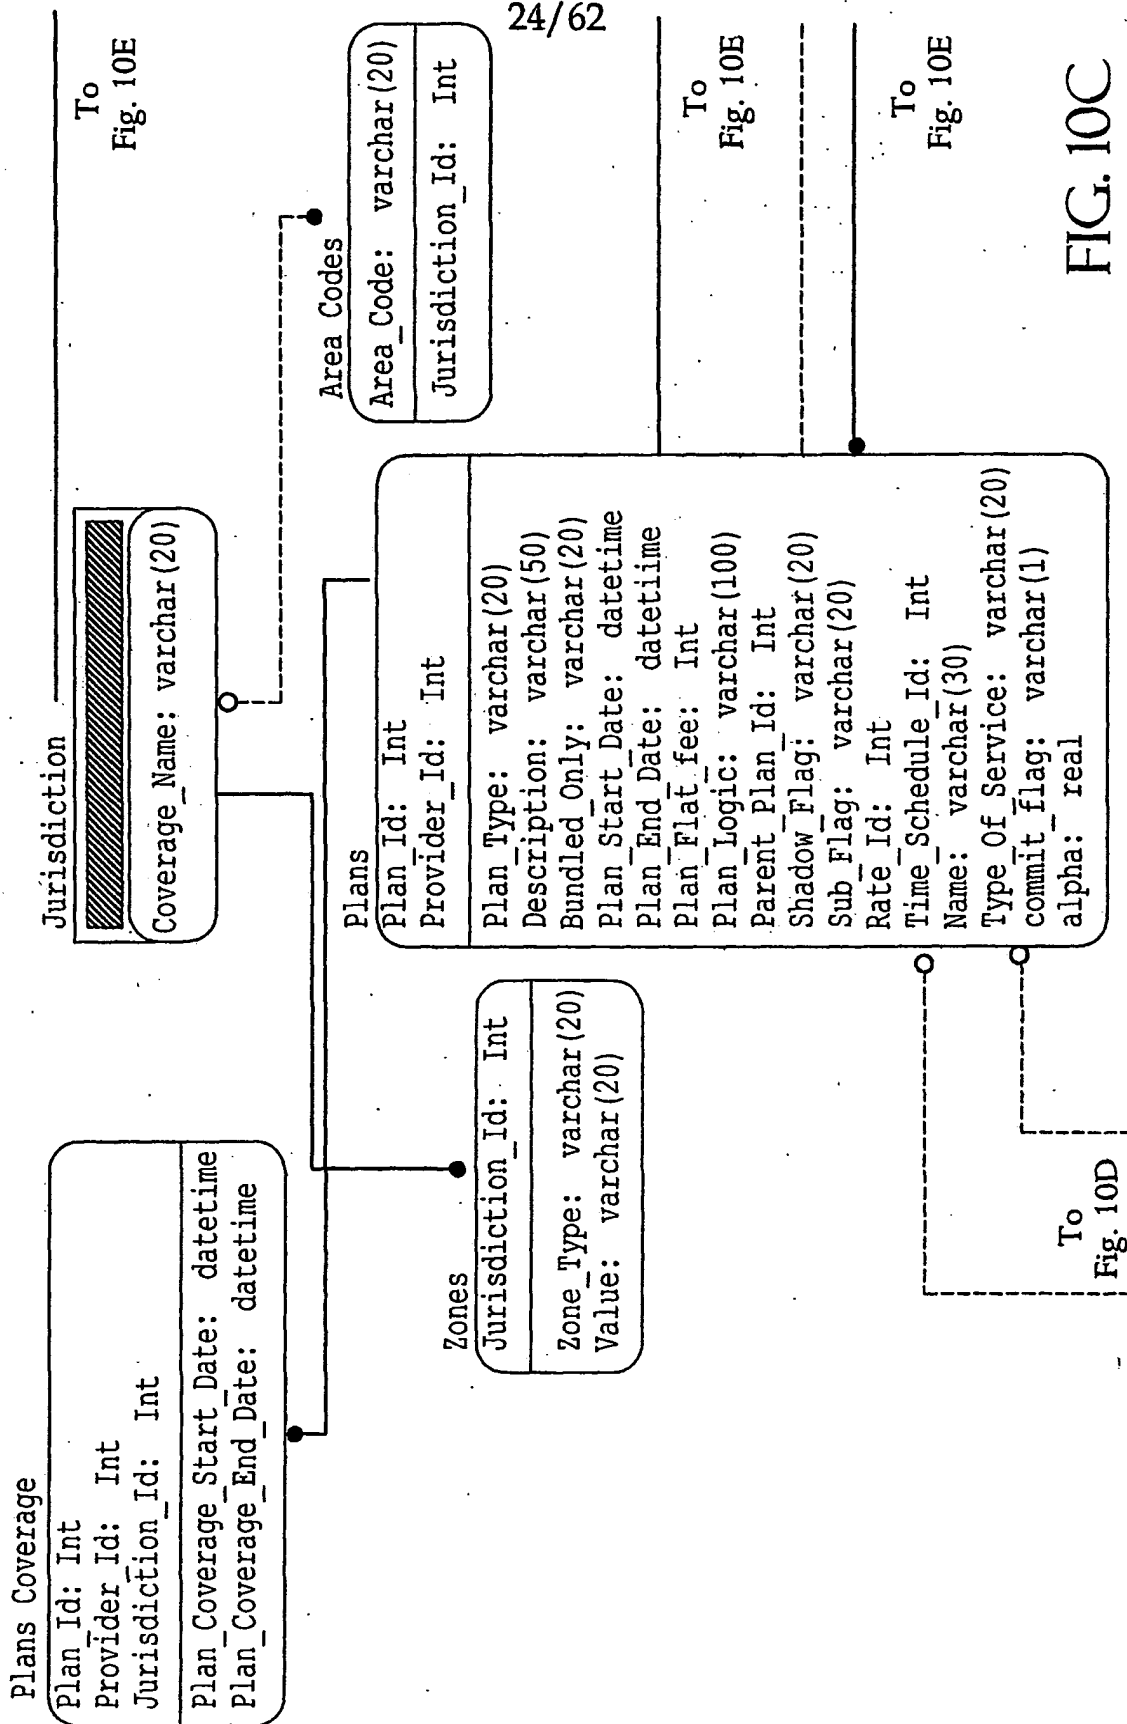 24/62
Plans Coverage
Plan_Id: Int
Provider_Id: Int
Jurisdiction_Id: Int
Plan_Coverage_Start_Date: datetime
Plan_Coverage_End_Date: datetime
Jurisdiction
Coverage_Name: varchar(20)
To
Fig. 10E
Area Codes
Area_Code: varchar(20)
Jurisdiction_Id: Int
Zones
Jurisdiction_Id: Int
Zone_Type: varchar(20)
Value: varchar(20)
Plans
Plan_Id: Int
Provider_Id: Int
Plan_Type: varchar(20)
Description: varchar(50)
Bundled_Only: varchar(20)
Plan_Start_Date: datetime
Plan_End_Date: datetiime
Plan_Flat_fee: Int
Plan_Logic: varchar(100)
Parent_Plan_Id: Int
Shadow_Flag: varchar(20)
Sub_Flag: varchar(20)
Rate_Id: Int
Time_Schedule_Id: Int
Name: varchar(30)
Type_Of_Service: varchar(20)
commit_flag: varchar(1)
alpha: real
To
Fig. 10E
To
Fig. 10E
To
Fig. 10D
FIG. 10C